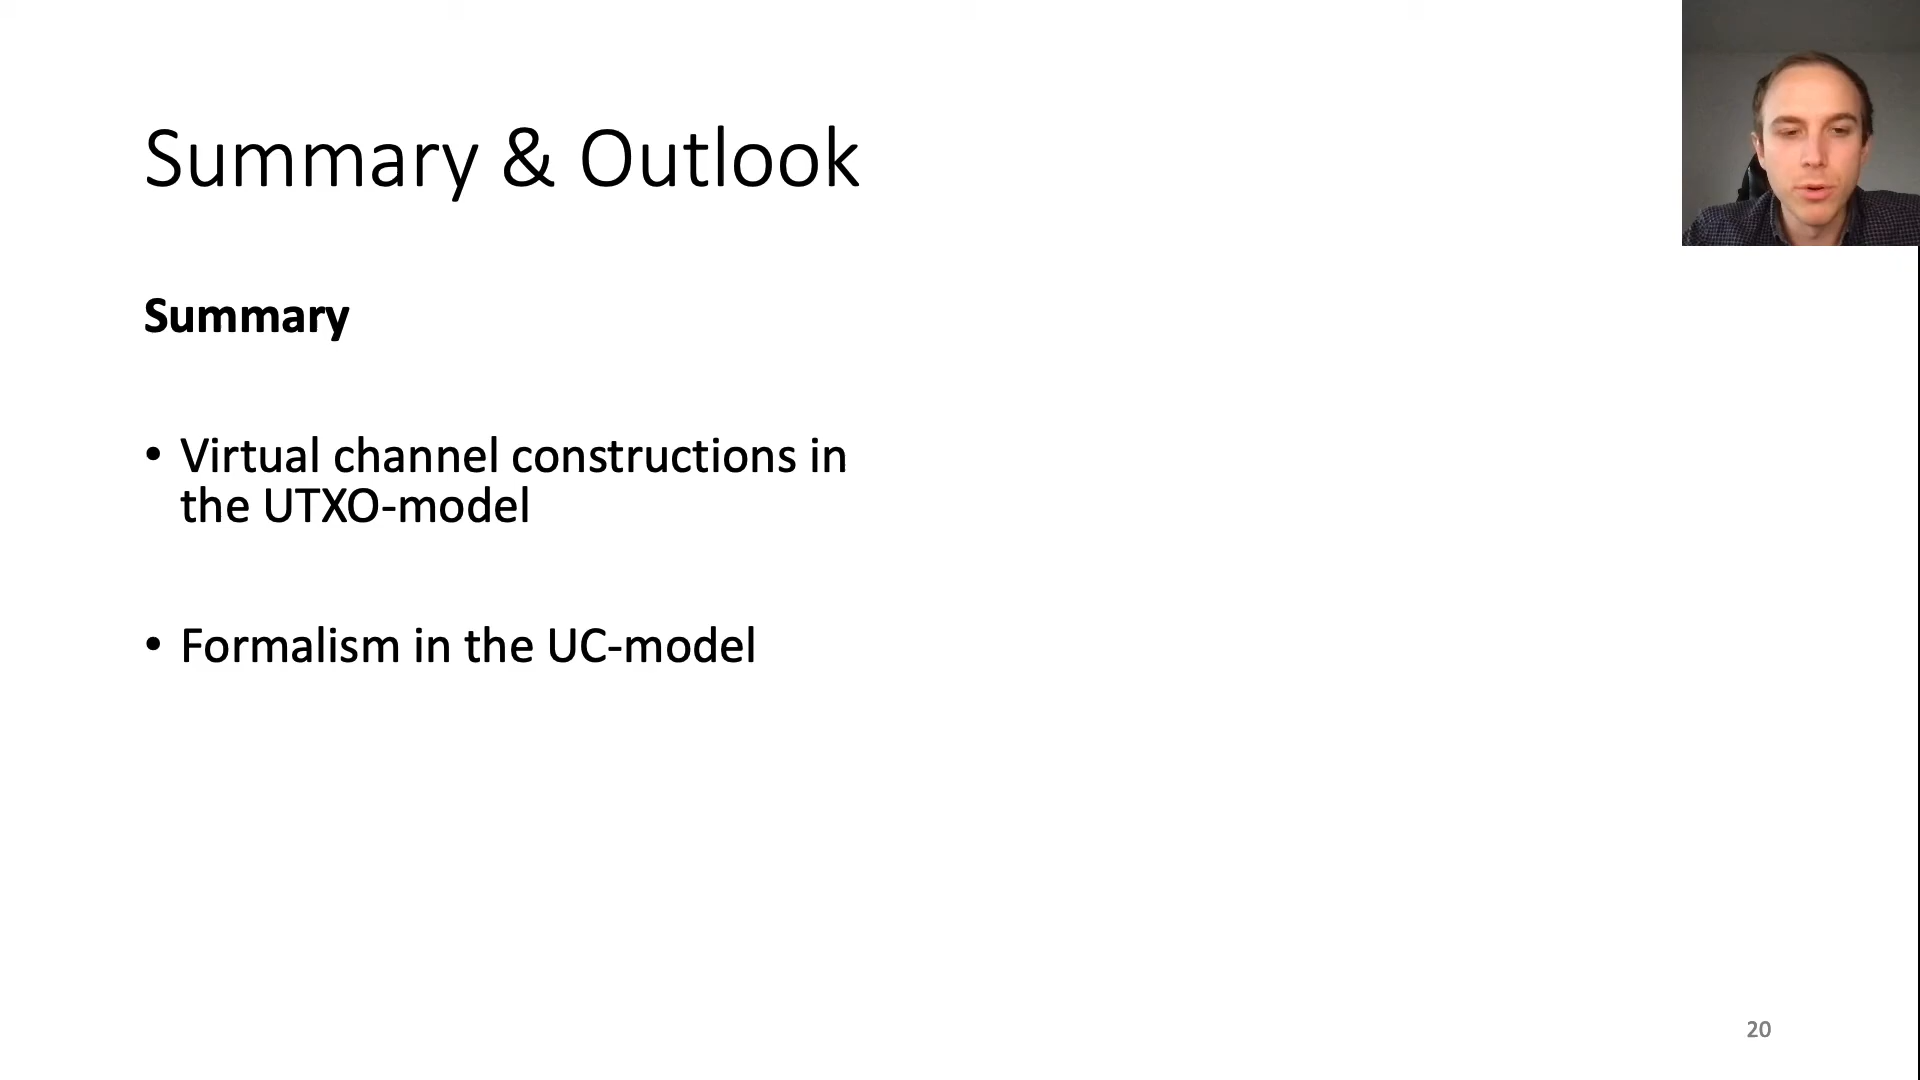 Summary & Outlook
Summary
• Virtual channel constructions in
the UTXO-model
• Formalism in the UC-model
20